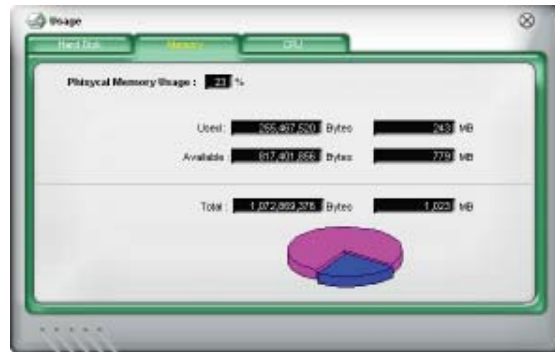 Usage
Hard Disk Memory CPU
Phisycal Memory Usage : 23 %
Used : 255,467,520 Bytes 243 MB
Available : 817,401,856 Bytes 779 MB
Total : 1,072,869,376 Bytes 1,023 MB